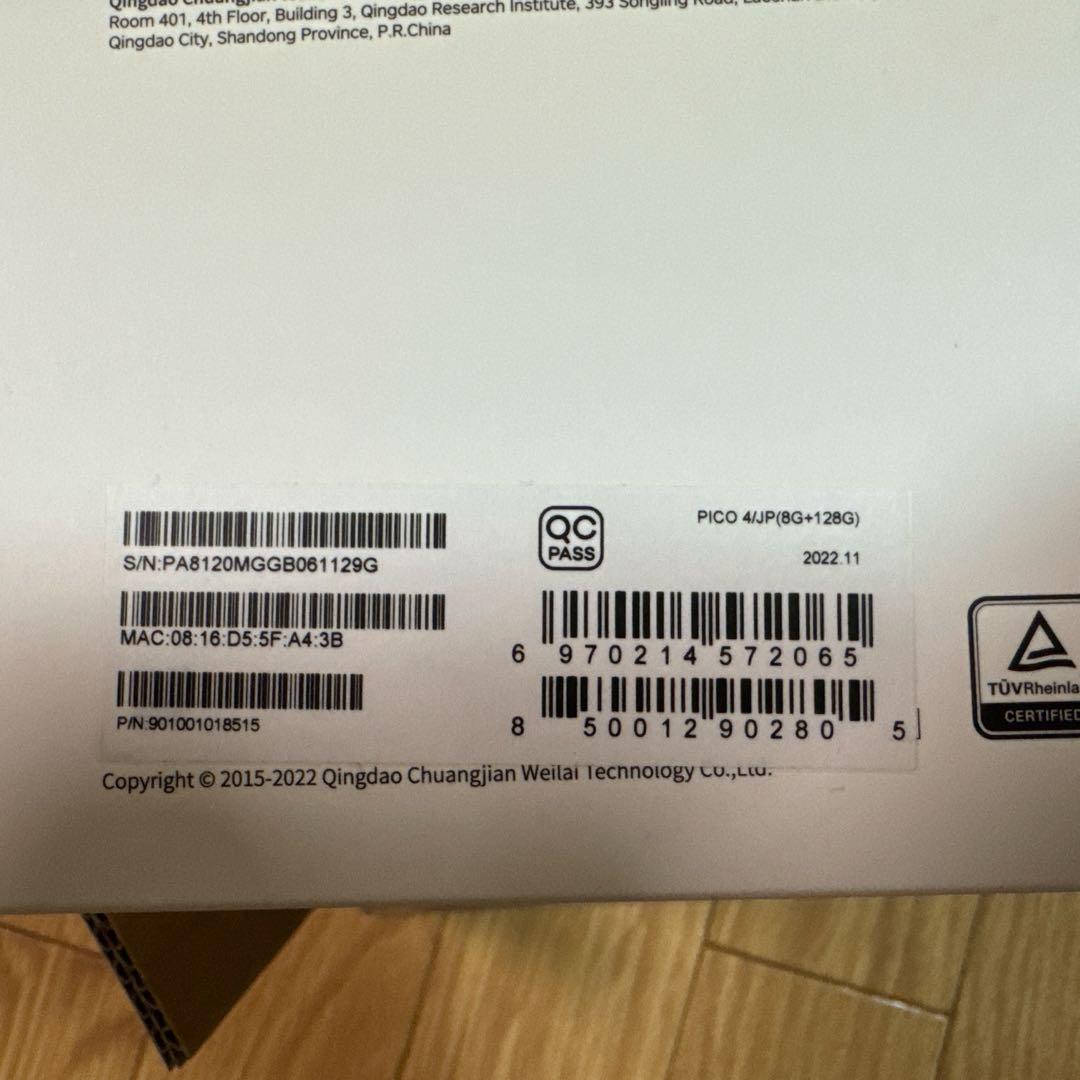 Room 401, 4th Floor, Building 3, Qingdao Research Institute, 393 Songling Road,
Qingdao City, Shandong Province, P.R.China
S/N:PA8120MGGB061129G
MAC:08:16:D5:5F:A4:3B
P/N:901001018515
QC
PASS
PICO 4/JP(8G+128G)
2022.11
6 970214 572065
8 50012 90280 5
TÜVRheinla
CERTIFIED
Copyright © 2015-2022 Qingdao Chuangjian Weilai Technology Co.,Ltd.